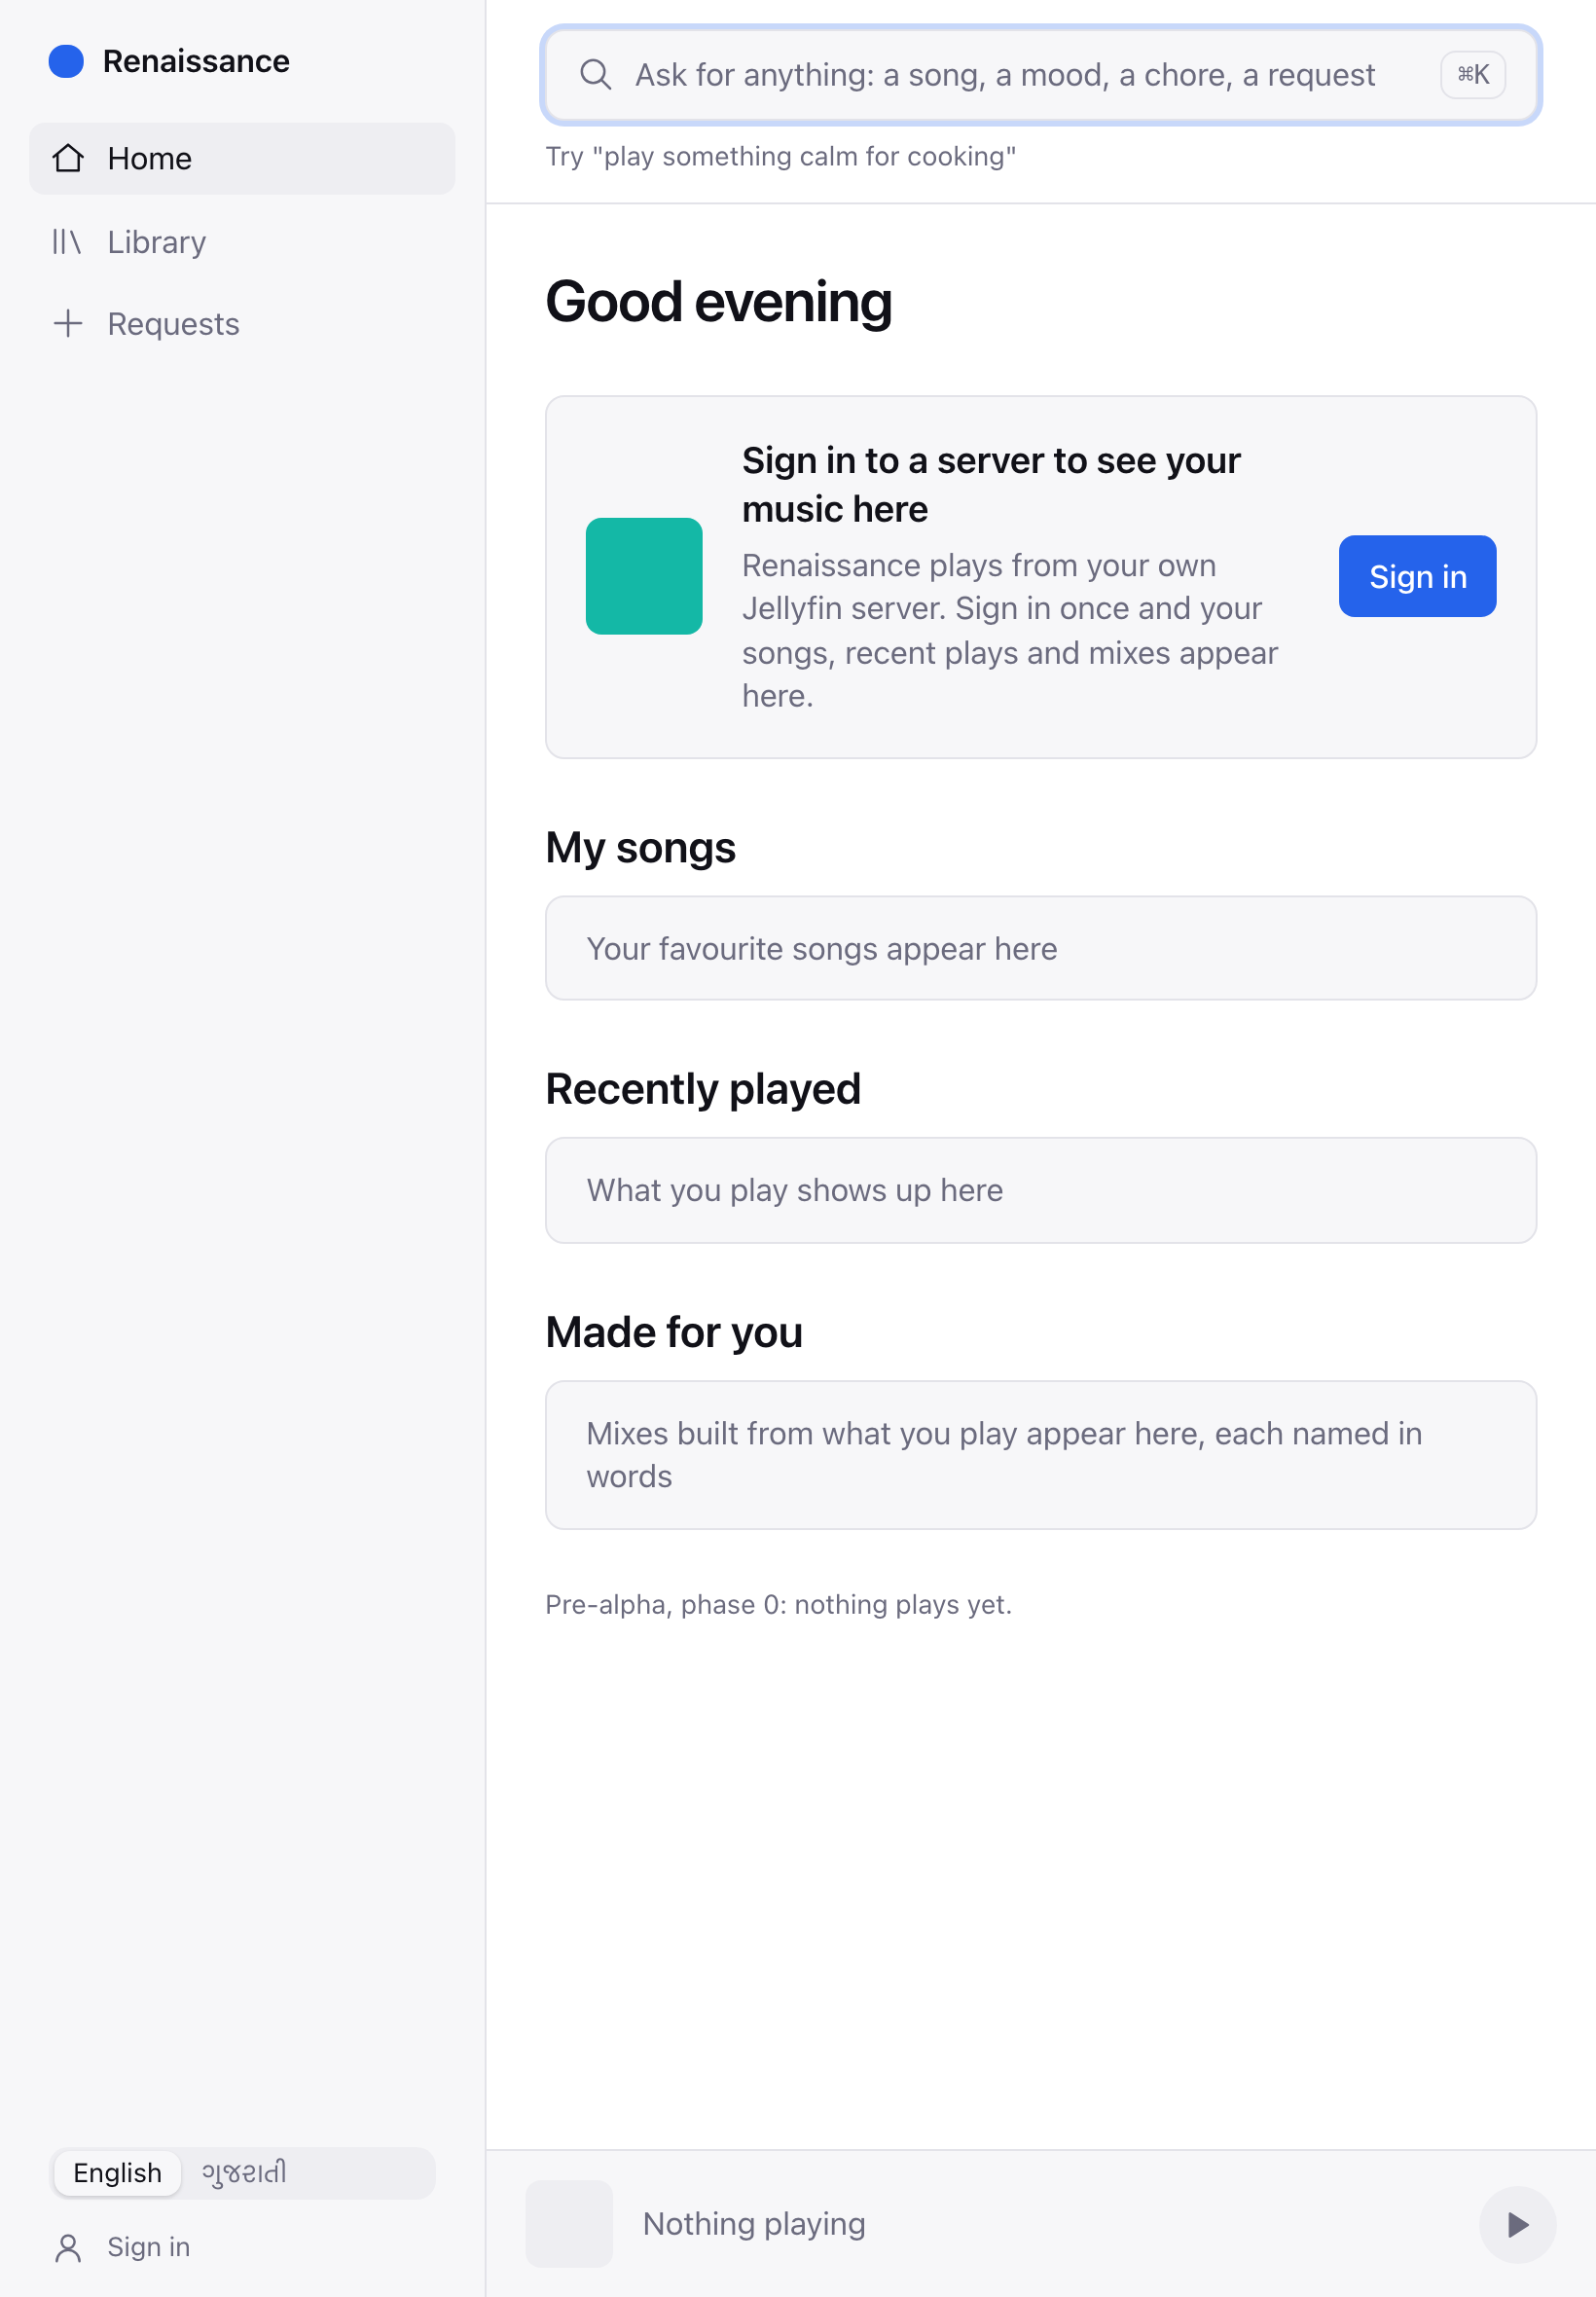 Renaissance
Home
Library
Requests
English ગુજરાતી
Sign in
Ask for anything: a song, a mood, a chore, a request ⌘K
Try "play something calm for cooking"
Good evening
Sign in to a server to see your
music here
Renaissance plays from your own
Jellyfin server. Sign in once and your
songs, recent plays and mixes appear
here.
Sign in
My songs
Your favourite songs appear here
Recently played
What you play shows up here
Made for you
Mixes built from what you play appear here, each named in
words
Pre-alpha, phase 0: nothing plays yet.
Nothing playing